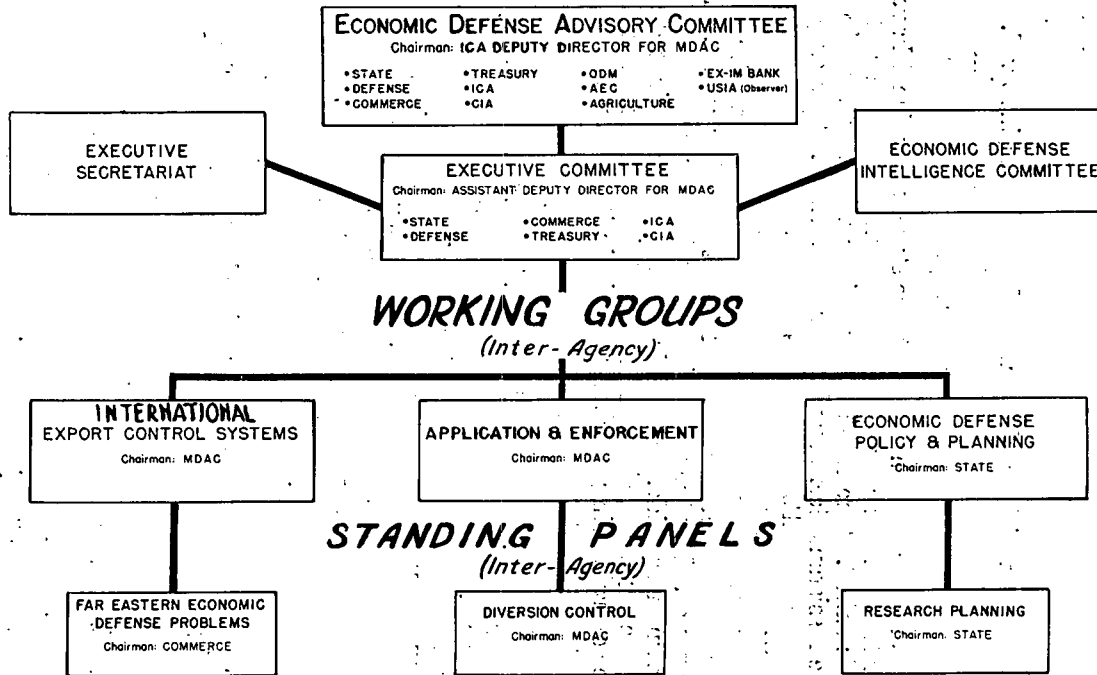 ECONOMIC DEFENSE ADVISORY COMMITTEE
Chairman: ICA DEPUTY DIRECTOR FOR MDAC
•STATE •TREASURY •ODM •EX-IM BANK
•DEFENSE •ICA •AEC •USIA (Observer)
•COMMERCE •CIA •AGRICULTURE
EXECUTIVE
SECRETARIAT
EXECUTIVE COMMITTEE
Chairman: ASSISTANT DEPUTY DIRECTOR FOR MDAC
•STATE •COMMERCE •ICA
•DEFENSE •TREASURY •CIA
ECONOMIC DEFENSE
INTELLIGENCE COMMITTEE
WORKING GROUPS
(Inter-Agency)
INTERNATIONAL
EXPORT CONTROL SYSTEMS
Chairman: MDAC
APPLICATION & ENFORCEMENT
Chairman: MDAC
ECONOMIC DEFENSE
POLICY & PLANNING
Chairman: STATE
STANDING PANELS
(Inter-Agency)
FAR EASTERN ECONOMIC
DEFENSE PROBLEMS
Chairman: COMMERCE
DIVERSION CONTROL
Chairman: MDAC
RESEARCH PLANNING
Chairman: STATE